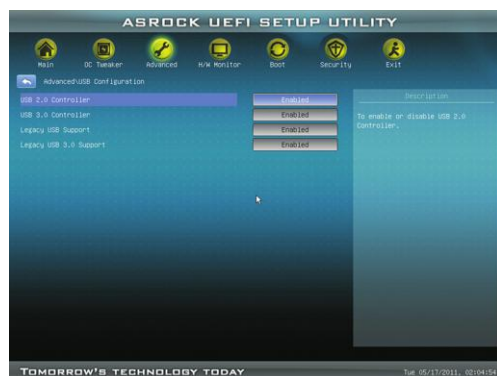 ASROCK UEFI SETUP UTILITY
Main OC Tweaker Advanced H/W Monitor Boot Security Exit
Advanced\USB Configuration
USB 2.0 Controller Enabled
USB 3.0 Controller Enabled
Legacy USB Support Enabled
Legacy USB 3.0 Support Enabled
Description
To enable or disable USB 2.0
Controller.
TOMORROW'S TECHNOLOGY TODAY
Tue 05/17/2011, 02:04:54